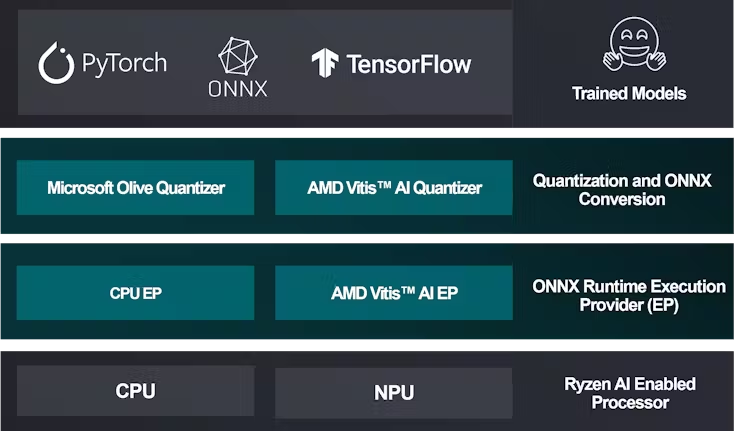 PyTorch
ONNX
TensorFlow
Trained Models
Microsoft Olive Quantizer
AMD Vitis™ AI Quantizer
Quantization and ONNX
Conversion
CPU EP
AMD Vitis™ AI EP
ONNX Runtime Execution
Provider (EP)
CPU
NPU
Ryzen AI Enabled
Processor